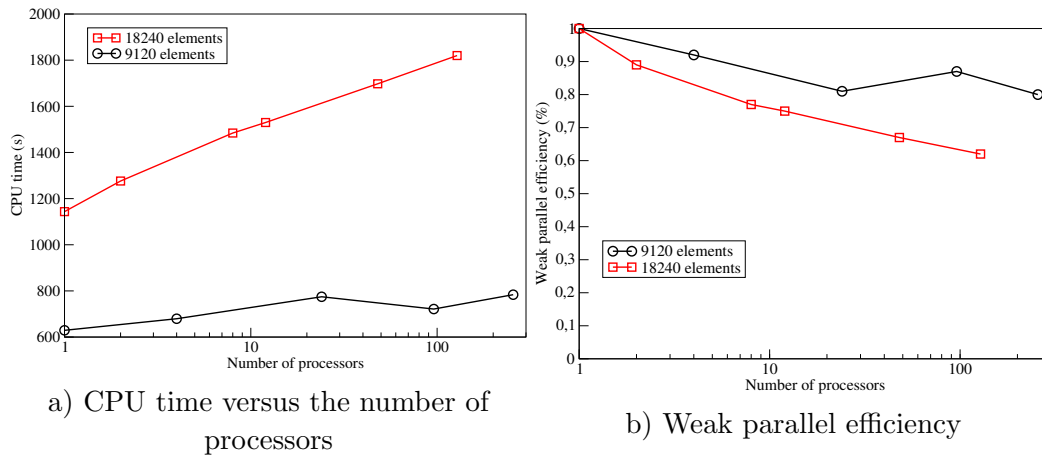 2000
1800
1600
1400
1200
1000
800
600
CPU time (s)
18240 elements
9120 elements
1
10
100
Number of processors
a) CPU time versus the number of
processors
1
0,9
0,8
0,7
0,6
0,5
0,4
0,3
0,2
0,1
0
Weak parallel efficiency (%)
9120 elements
18240 elements
1
10
100
Number of processors
b) Weak parallel efficiency